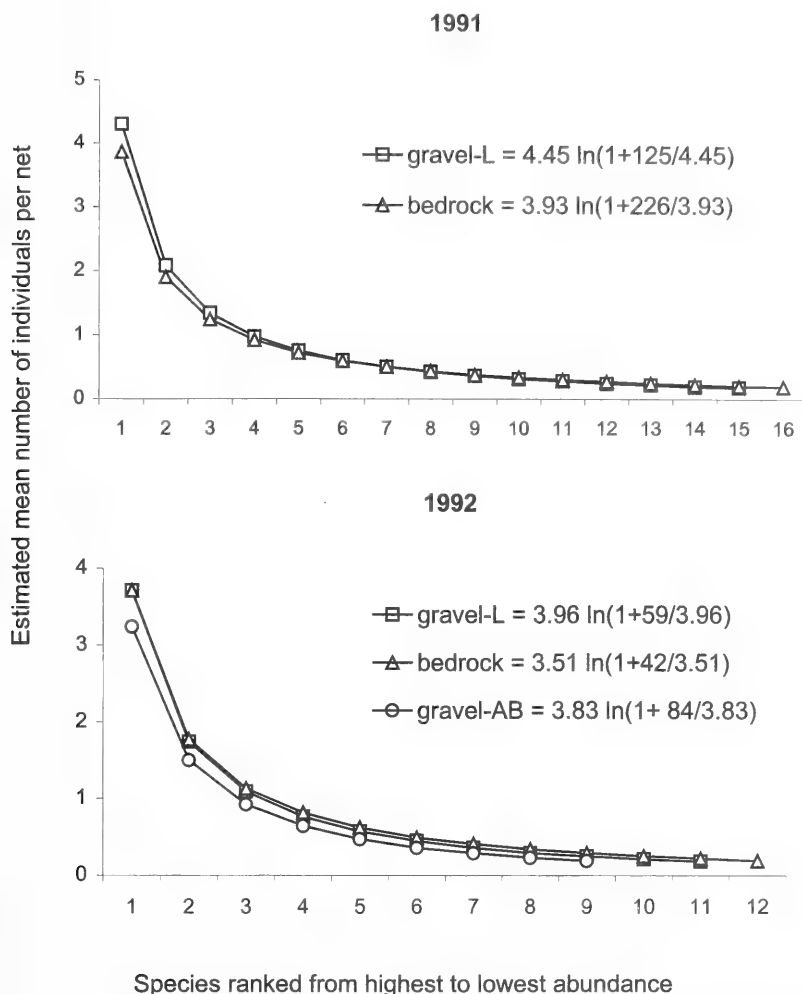 1991
Estimated mean number of individuals per net
5
4
3
2
1
0
gravel-L = 4.45 ln(1+125/4.45)
bedrock = 3.93 ln(1+226/3.93)
1 2 3 4 5 6 7 8 9 10 11 12 13 14 15 16
1992
4
3
2
1
0
gravel-L = 3.96 ln(1+59/3.96)
bedrock = 3.51 ln(1+42/3.51)
gravel-AB = 3.83 ln(1+ 84/3.83)
1 2 3 4 5 6 7 8 9 10 11 12
Species ranked from highest to lowest abundance